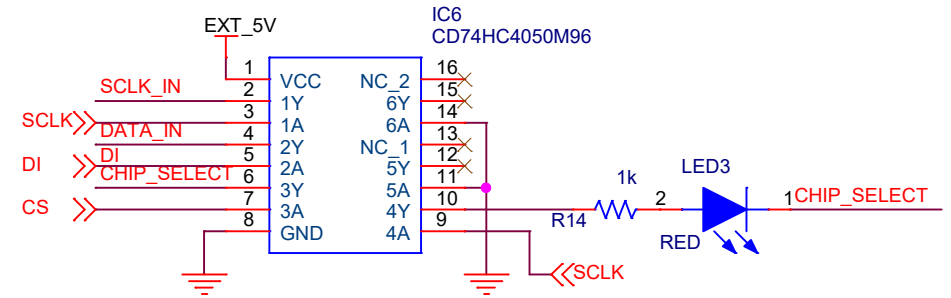 IC6
CD74HC4050M96
EXT_5V
1 VCC NC_2 16
SCLK_IN 2 1Y 6Y 15
SCLK 3 1A 6A 14
DATA_IN 4 2Y NC_1 13
DI DI 5 2A 5Y 12
CHIP_SELECT 6 3Y 5A 11
CS 7 3A 4Y 10
8 GND 4A 9
1k
R14
LED3
2
RED
1
CHIP_SELECT
SCLK